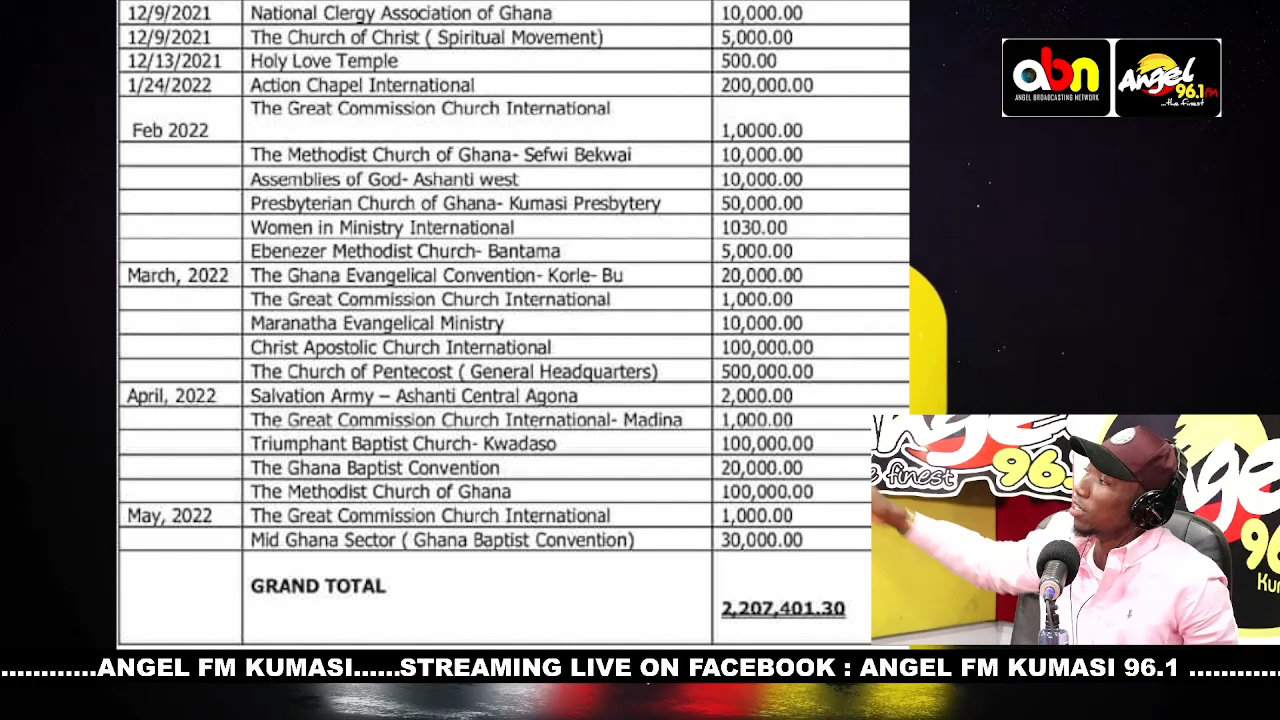 12/9/2021 National Clergy Association of Ghana 10,000.00
12/9/2021 The Church of Christ ( Spiritual Movement) 5,000.00
12/13/2021 Holy Love Temple 500.00
1/24/2022 Action Chapel International 200,000.00
Feb 2022 The Great Commission Church International 1,0000.00
The Methodist Church of Ghana- Sefwi Bekwai 10,000.00
Assemblies of God- Ashanti west 10,000.00
Presbyterian Church of Ghana- Kumasi Presbytery 50,000.00
Women in Ministry International 1030.00
Ebenezer Methodist Church- Bantama 5,000.00
March, 2022 The Ghana Evangelical Convention- Korle- Bu 20,000.00
The Great Commission Church International 1,000.00
Maranatha Evangelical Ministry 10,000.00
Christ Apostolic Church International 100,000.00
The Church of Pentecost ( General Headquarters) 500,000.00
April, 2022 Salvation Army – Ashanti Central Agona 2,000.00
The Great Commission Church International- Madina 1,000.00
Triumphant Baptist Church- Kwadaso 100,000.00
The Ghana Baptist Convention 20,000.00
The Methodist Church of Ghana 100,000.00
May, 2022 The Great Commission Church International 1,000.00
Mid Ghana Sector ( Ghana Baptist Convention) 30,000.00
GRAND TOTAL 2,207,401.30
abn
ANGEL BROADCASTING NETWORK
Angel
96.1 FM
...the finest
finest
96.
............ANGEL FM KUMASI......STREAMING LIVE ON FACEBOOK : ANGEL FM KUMASI 96.1 ............